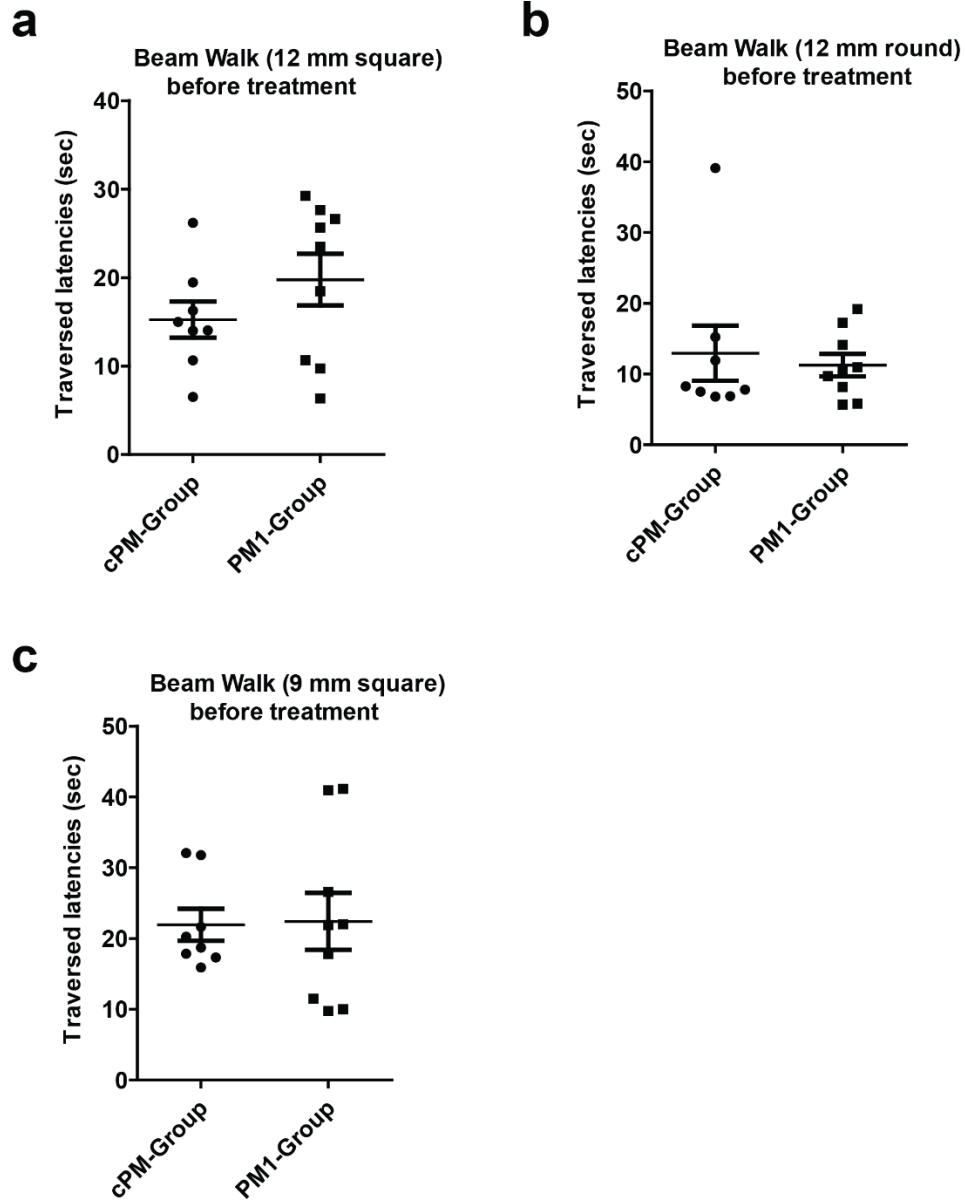 a
Beam Walk (12 mm square)
before treatment
Traversed latencies (sec)
40
30
20
10
0
cPM-Group
PM1-Group
b
Beam Walk (12 mm round)
before treatment
Traversed latencies (sec)
50
40
30
20
10
0
cPM-Group
PM1-Group
c
Beam Walk (9 mm square)
before treatment
Traversed latencies (sec)
50
40
30
20
10
0
cPM-Group
PM1-Group